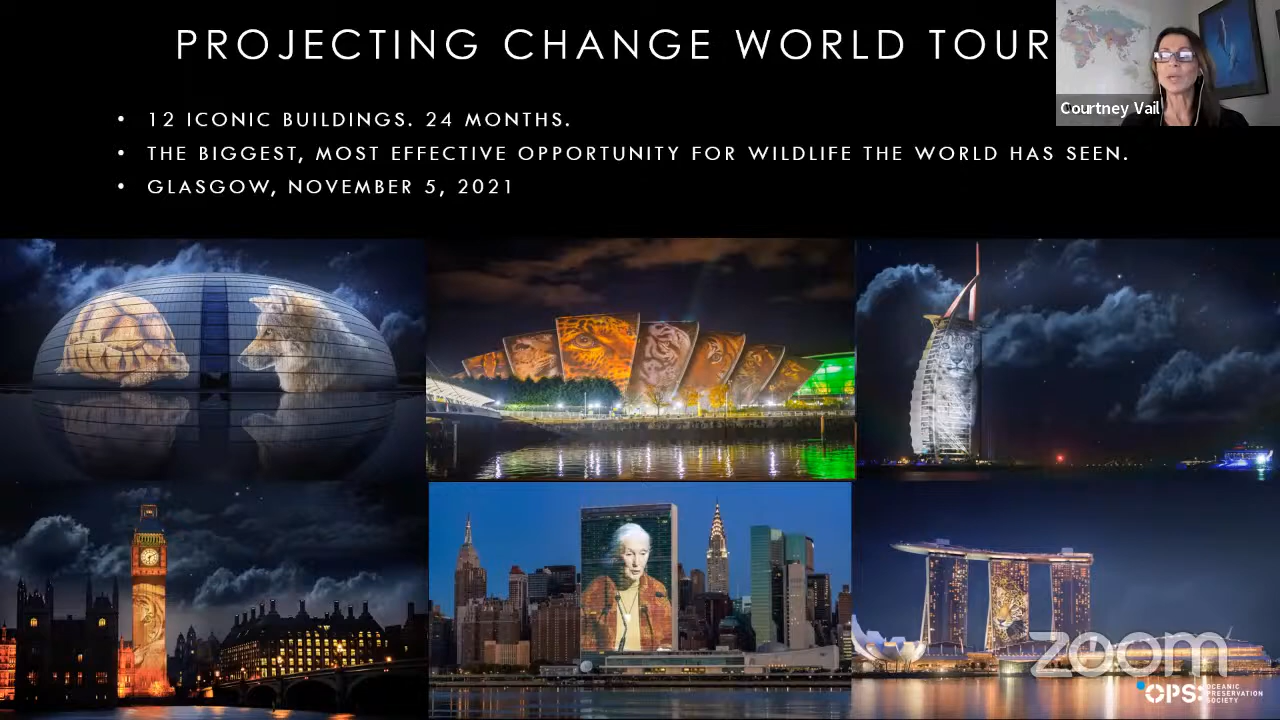 PROJECTING CHANGE WORLD TOUR
Courtney Vail
• 12 ICONIC BUILDINGS. 24 MONTHS.
• THE BIGGEST, MOST EFFECTIVE OPPORTUNITY FOR WILDLIFE THE WORLD HAS SEEN.
• GLASGOW, NOVEMBER 5, 2021
zoom
OPS:
OCEANIC
PRESERVATION
SOCIETY